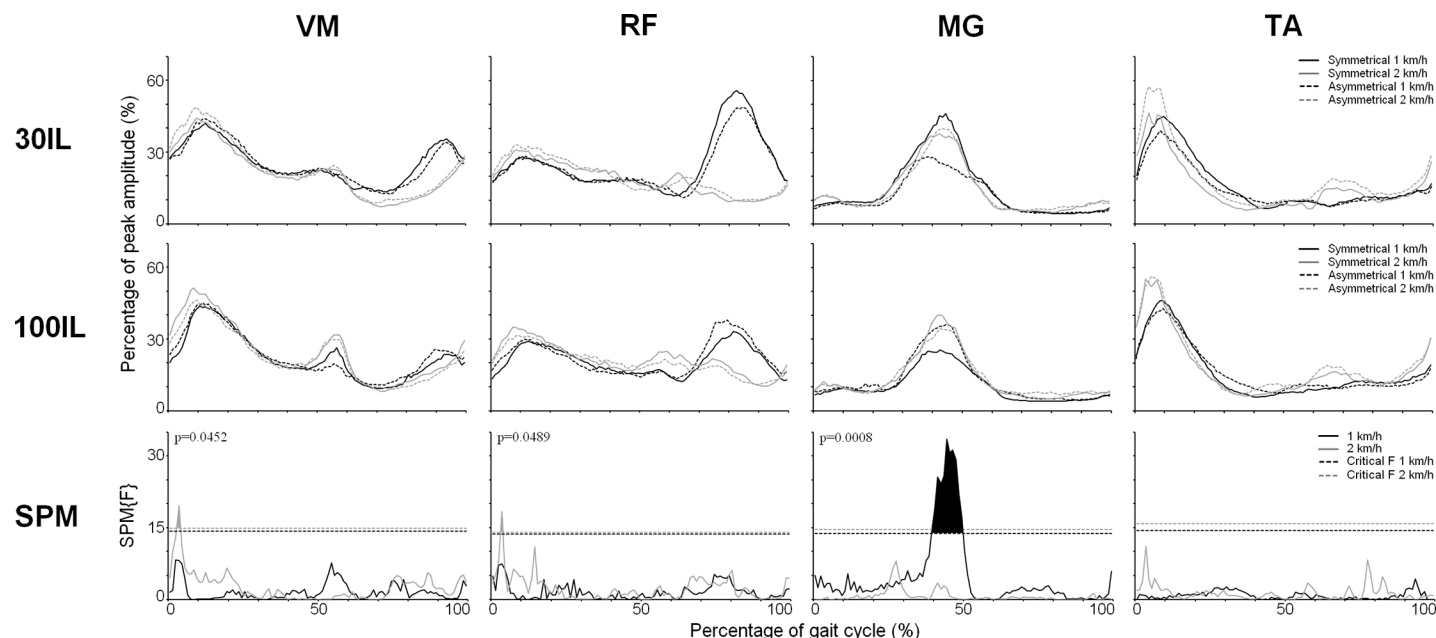 VM RF MG TA
30IL
Percentage of peak amplitude (%)
60
30
0
Symmetrical 1 km/h
Symmetrical 2 km/h
Asymmetrical 1 km/h
Asymmetrical 2 km/h
100IL
60
30
0
Symmetrical 1 km/h
Symmetrical 2 km/h
Asymmetrical 1 km/h
Asymmetrical 2 km/h
SPM
SPM{F}
30
15
0
p=0.0452
p=0.0489
p=0.0008
1 km/h
2 km/h
Critical F 1 km/h
Critical F 2 km/h
0 50 100 0 50 100 0 50 100 0 50 100
Percentage of gait cycle (%)